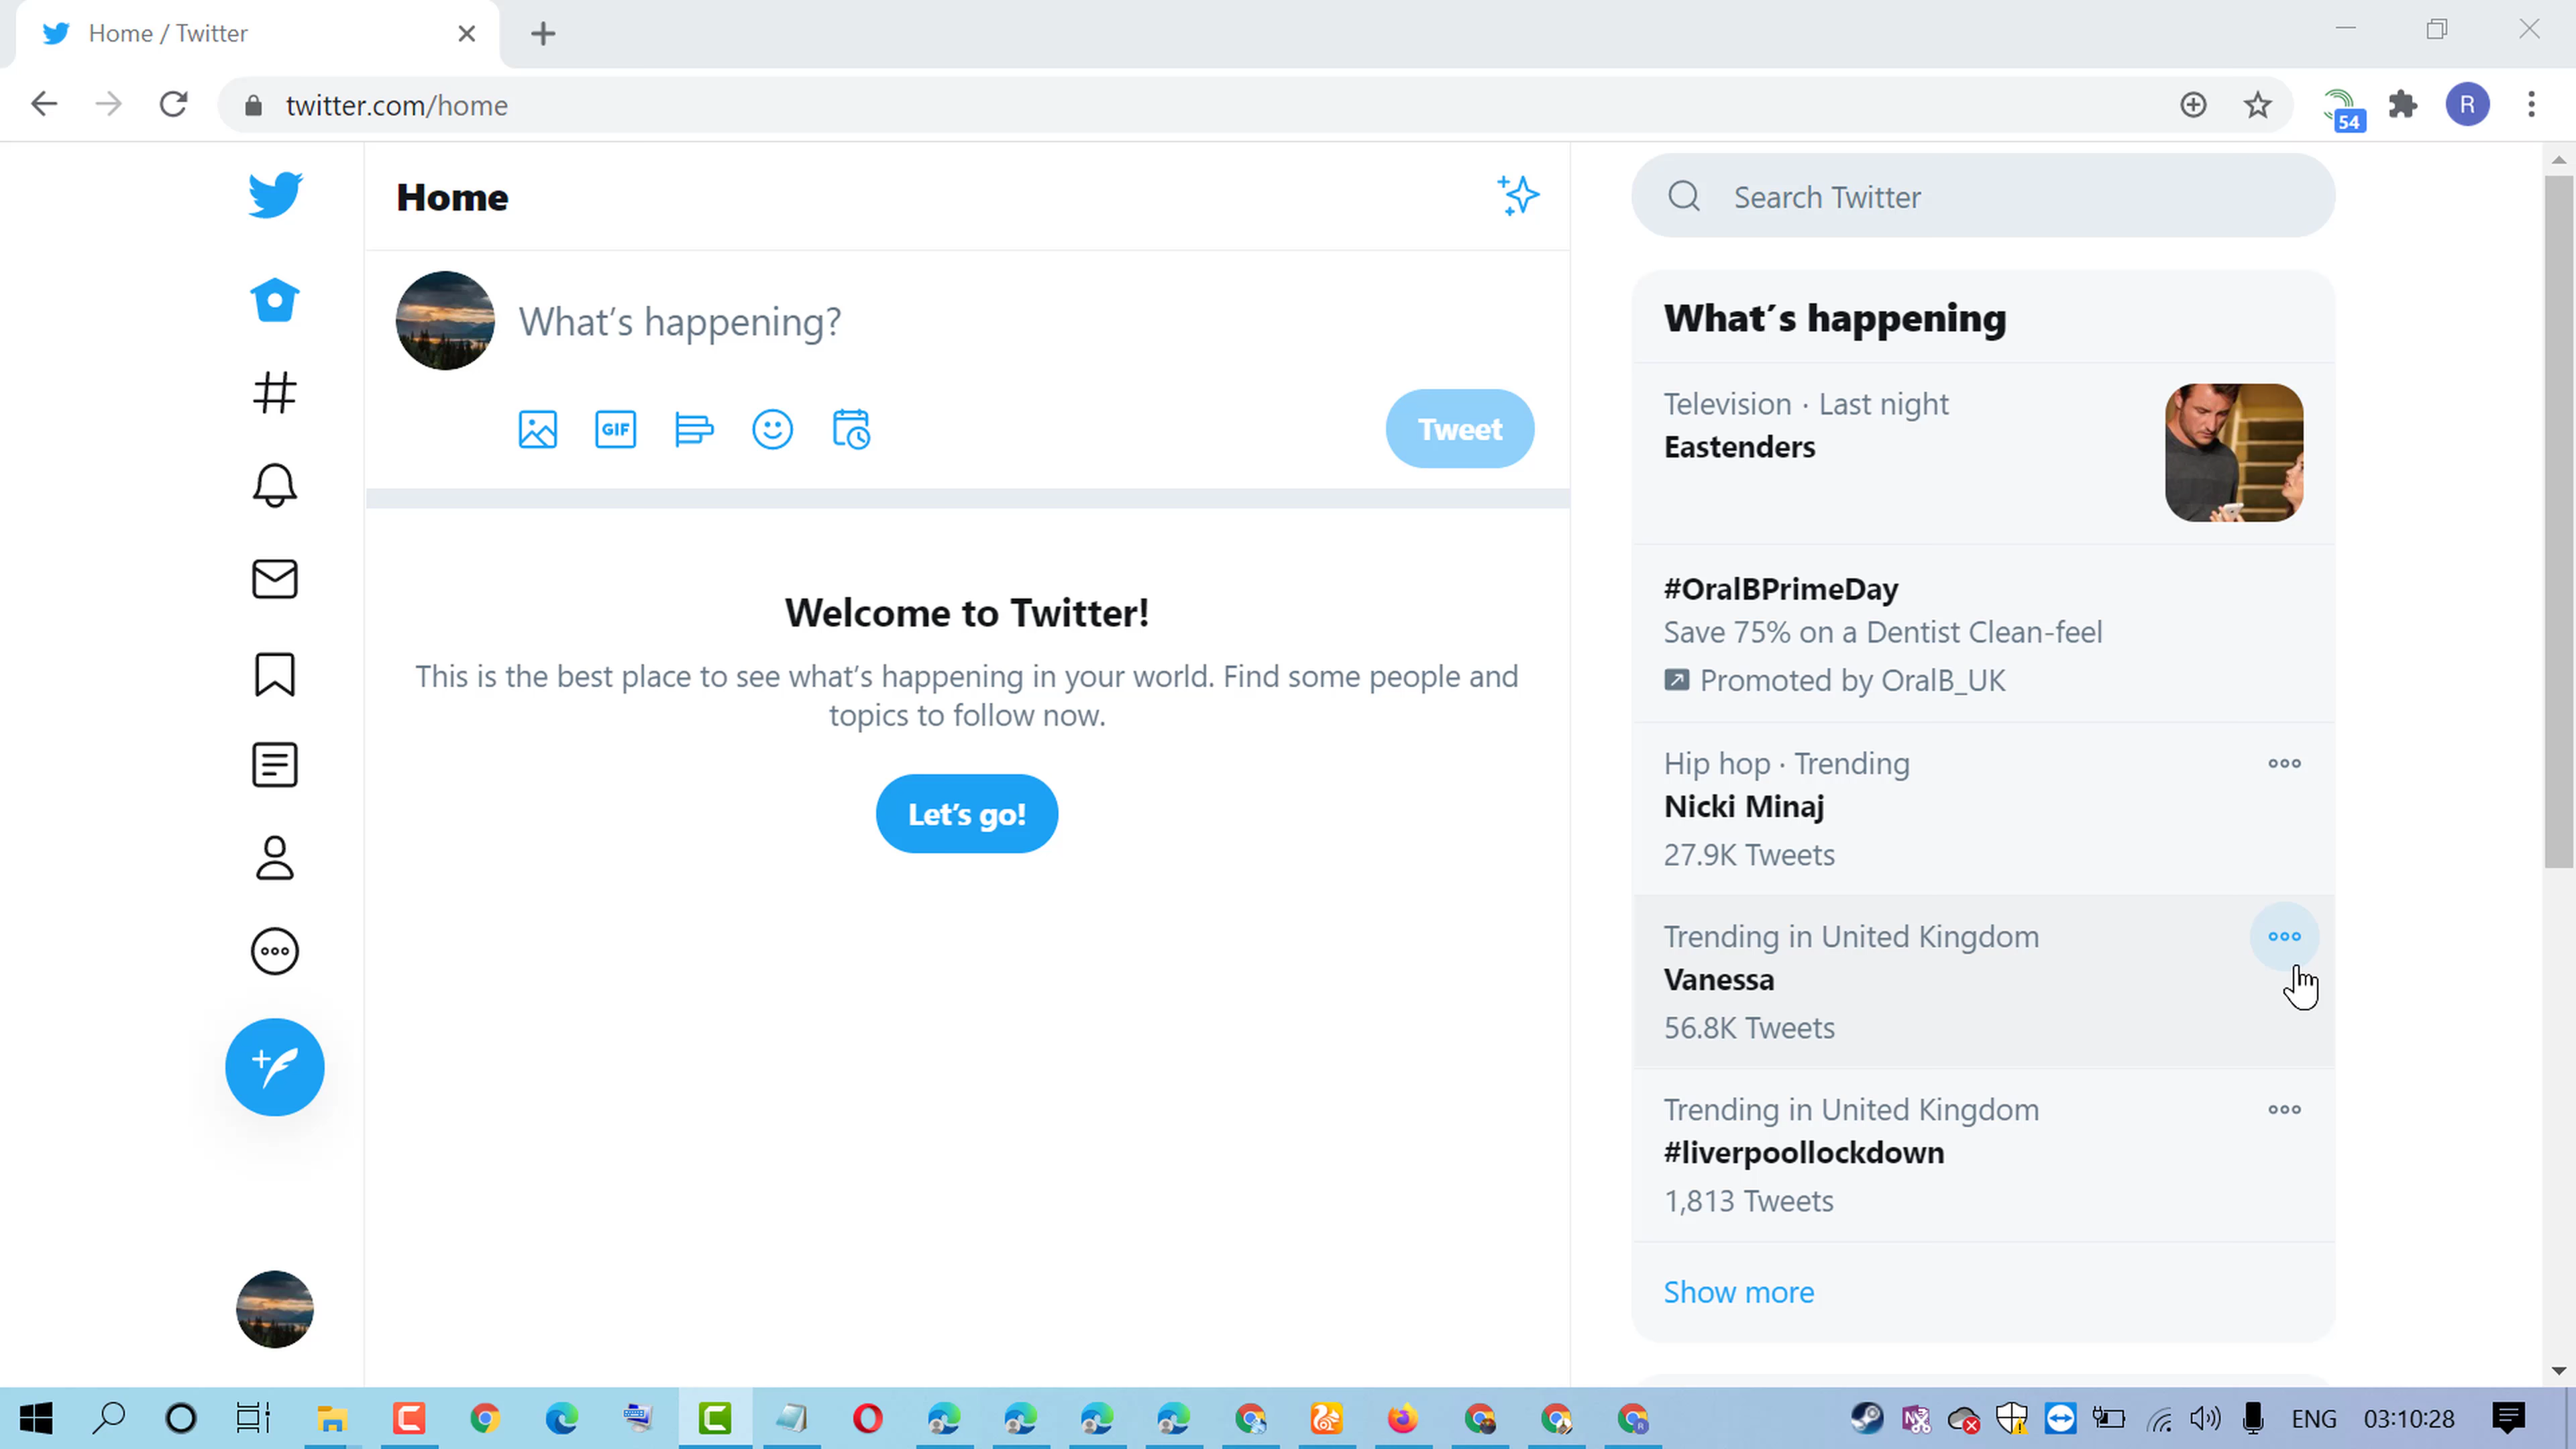 Home / Twitter
twitter.com/home
54
R
Home
What's happening?
GIF
Tweet
Welcome to Twitter!
This is the best place to see what's happening in your world. Find some people and
topics to follow now.
Let's go!
Search Twitter
What's happening
Television · Last night
Eastenders
#OralBPrimeDay
Save 75% on a Dentist Clean-feel
Promoted by OralB_UK
Hip hop · Trending
Nicki Minaj
27.9K Tweets
Trending in United Kingdom
Vanessa
56.8K Tweets
Trending in United Kingdom
#liverpoollockdown
1,813 Tweets
Show more
ENG
03:10:28